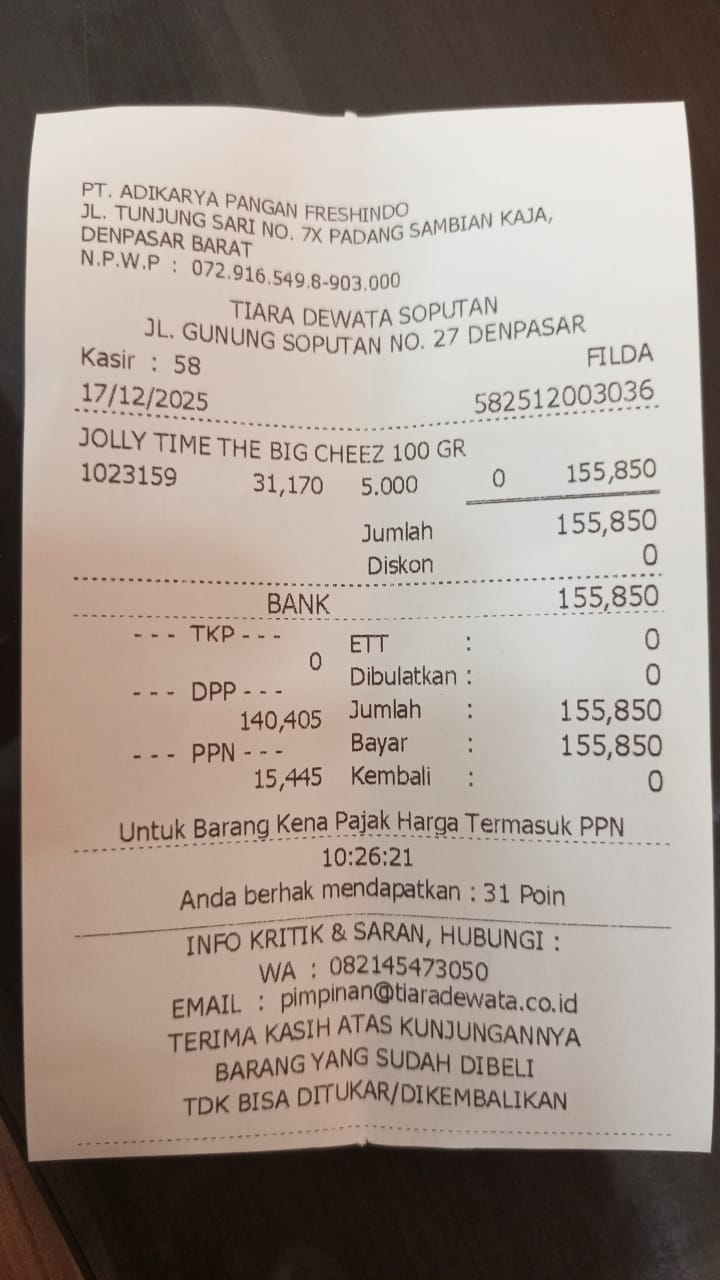 PT. ADIKARYA PANGAN FRESHINDO
JL. TUNJUNG SARI NO. 7X PADANG SAMBIAN KAJA,
DENPASAR BARAT
N.P.W.P : 072.916.549.8-903.000
TIARA DEWATA SOPUTAN
JL. GUNUNG SOPUTAN NO. 27 DENPASAR
Kasir : 58 FILDA
17/12/2025 582512003036
JOLLY TIME THE BIG CHEEZ 100 GR
1023159 31,170 5.000 0 155,850
Jumlah 155,850
Diskon 0
BANK 155,850
--- TKP --- ETT : 0
0 Dibulatkan : 0
--- DPP --- Jumlah : 155,850
140,405
--- PPN --- Bayar : 155,850
15,445 Kembali : 0
Untuk Barang Kena Pajak Harga Termasuk PPN
10:26:21
Anda berhak mendapatkan : 31 Poin
INFO KRITIK & SARAN, HUBUNGI :
WA : 082145473050
EMAIL : pimpinan@tiaradewata.co.id
TERIMA KASIH ATAS KUNJUNGANNYA
BARANG YANG SUDAH DIBELI
TDK BISA DITUKAR/DIKEMBALIKAN